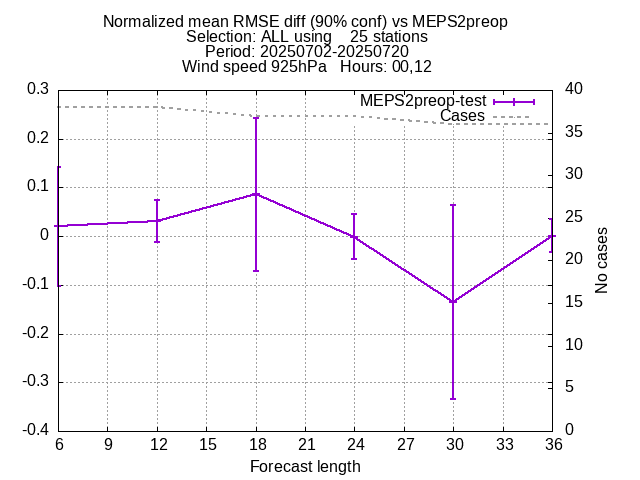 Normalized mean RMSE diff (90% conf) vs MEPS2preop
Selection: ALL using    25 stations
Period: 20250702-20250720
Wind speed 925hPa   Hours: 00,12
MEPS2preop-test
Cases
0.3
0.2
0.1
0
-0.1
-0.2
-0.3
-0.4
40
35
30
25
20
15
10
5
0
No cases
6 9 12 15 18 21 24 27 30 33 36
Forecast length